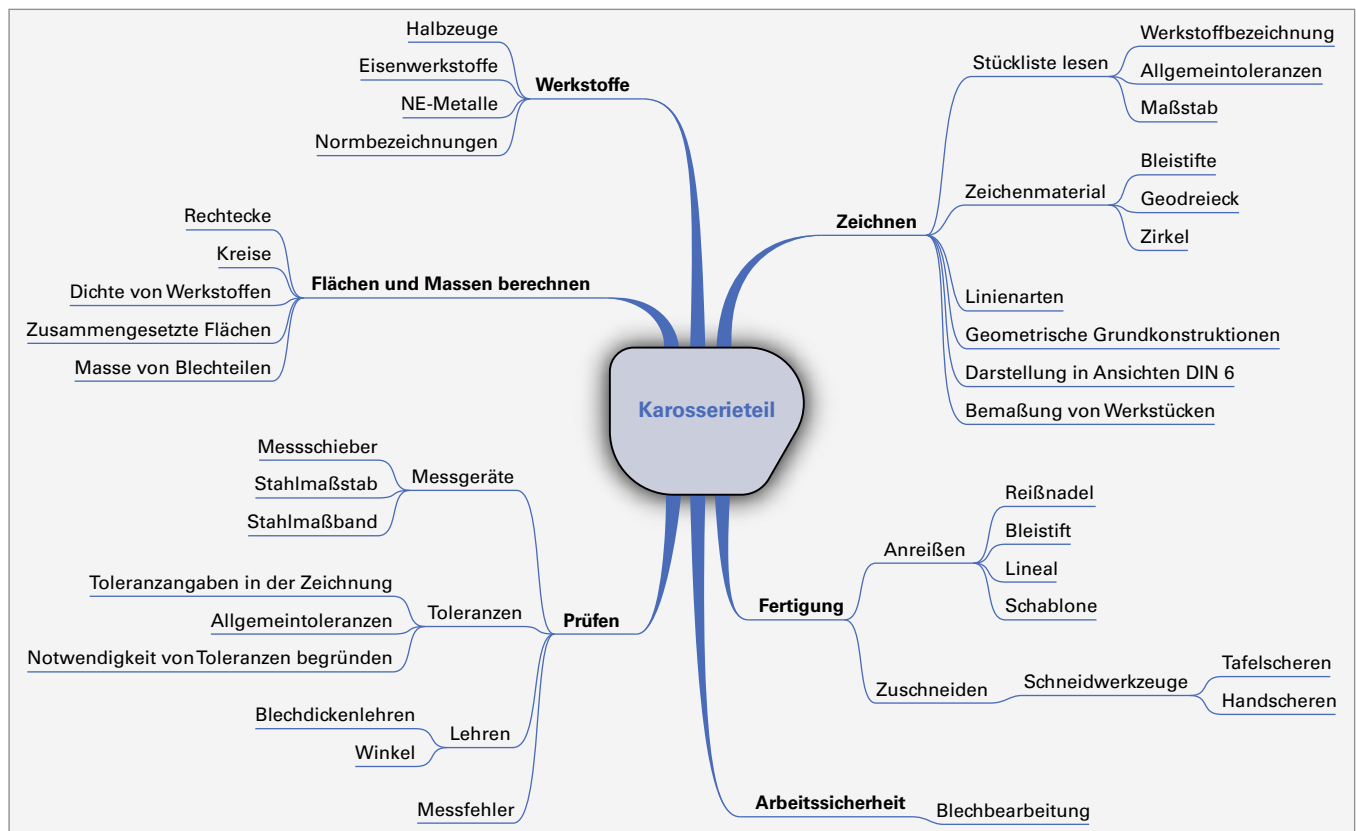 Karosserieteil
Werkstoffe
Halbzeuge
Eisenwerkstoffe
NE-Metalle
Normbezeichnungen
Flächen und Massen berechnen
Rechtecke
Kreise
Dichte von Werkstoffen
Zusammengesetzte Flächen
Masse von Blechteilen
Prüfen
Messgeräte
Messschieber
Stahlmaßstab
Stahlmaßband
Toleranzen
Toleranzangaben in der Zeichnung
Allgemeintoleranzen
Notwendigkeit von Toleranzen begründen
Lehren
Blechdickenlehren
Winkel
Messfehler
Zeichnen
Stückliste lesen
Werkstoffbezeichnung
Allgemeintoleranzen
Maßstab
Zeichenmaterial
Bleistifte
Geodreieck
Zirkel
Linienarten
Geometrische Grundkonstruktionen
Darstellung in Ansichten DIN 6
Bemaßung von Werkstücken
Fertigung
Anreißen
Reißnadel
Bleistift
Lineal
Schablone
Zuschneiden
Schneidwerkzeuge
Tafelscheren
Handscheren
Arbeitssicherheit
Blechbearbeitung